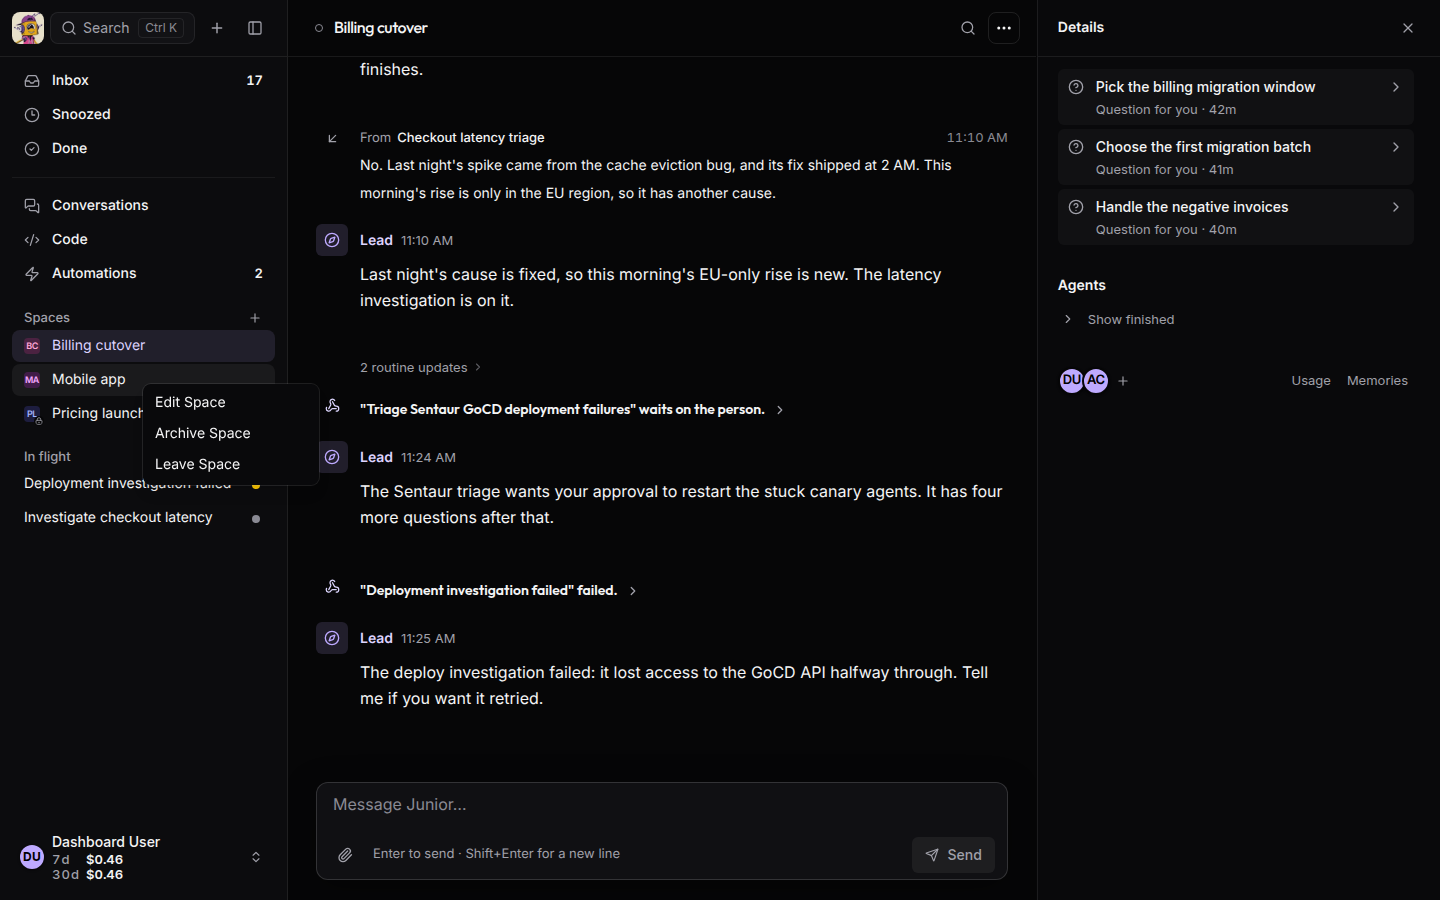 Search Ctrl K
Inbox 17
Snoozed
Done
Conversations
Code
Automations 2
Spaces
BC Billing cutover
MA Mobile app
PL Pricing launch
Edit Space
Archive Space
Leave Space
In flight
Deployment investigation failed
Investigate checkout latency
DU Dashboard User
7d $0.46
30d $0.46
Billing cutover
finishes.
From Checkout latency triage 11:10 AM
No. Last night's spike came from the cache eviction bug, and its fix shipped at 2 AM. This
morning's rise is only in the EU region, so it has another cause.
Lead 11:10 AM
Last night's cause is fixed, so this morning's EU-only rise is new. The latency
investigation is on it.
2 routine updates
"Triage Sentaur GoCD deployment failures" waits on the person.
Lead 11:24 AM
The Sentaur triage wants your approval to restart the stuck canary agents. It has four
more questions after that.
"Deployment investigation failed" failed.
Lead 11:25 AM
The deploy investigation failed: it lost access to the GoCD API halfway through. Tell
me if you want it retried.
Message Junior...
Enter to send · Shift+Enter for a new line
Send
Details
Pick the billing migration window
Question for you · 42m
Choose the first migration batch
Question for you · 41m
Handle the negative invoices
Question for you · 40m
Agents
Show finished
DU AC Usage Memories